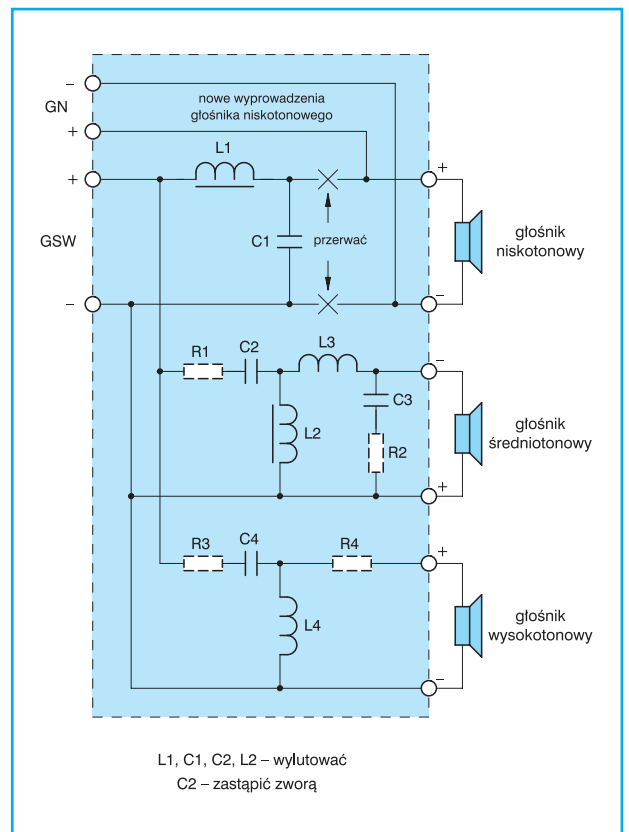 –
GN
+
nowe wyprowadzenia
głośnika niskotonowego
+
L1
+
GSW
C1
przerwać
głośnik
niskotonowy
–
–
R1
C2
L3
–
C3
L2
R2
głośnik
średniotonowy
+
R3
C4
R4
+
L4
głośnik
wysokotonowy
–
L1, C1, C2, L2 – wylutować
C2 – zastąpić zworą